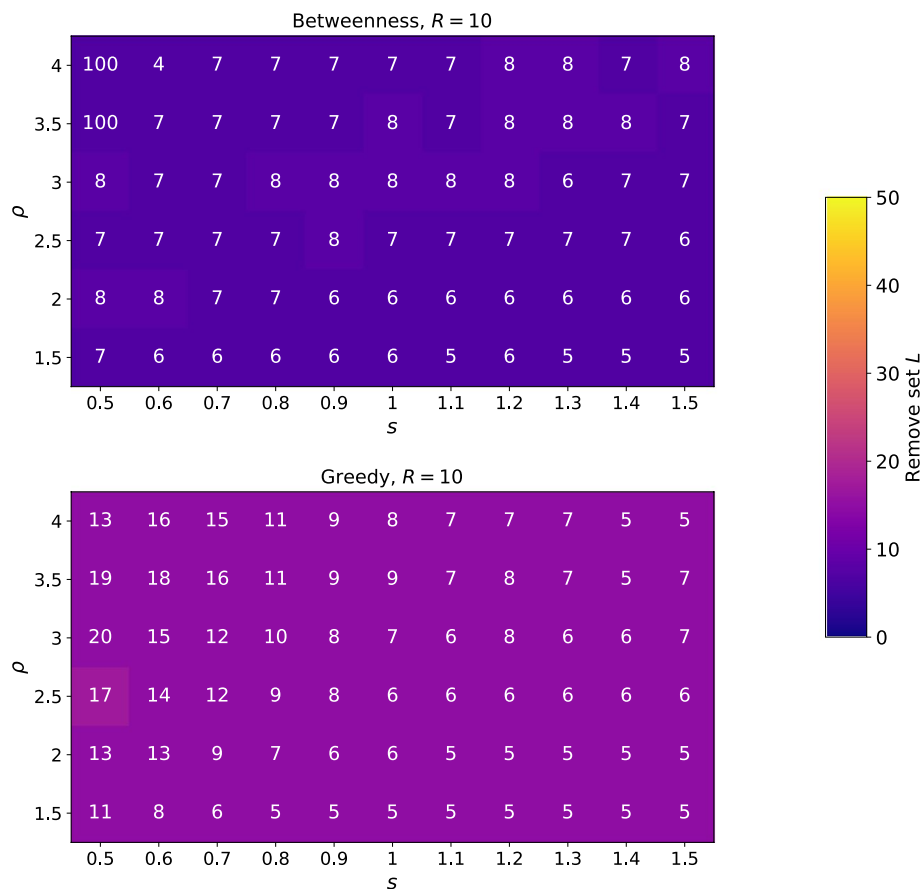 Betweenness, R = 10
4 100 4 7 7 7 7 7 8 8 7 8
3.5 100 7 7 7 7 8 7 8 8 8 7
3 8 7 7 8 8 8 8 8 6 7 7
2.5 7 7 7 7 8 7 7 7 7 7 6
2 8 8 7 7 6 6 6 6 6 6 6
1.5 7 6 6 6 6 6 5 6 5 5 5
ρ
0.5 0.6 0.7 0.8 0.9 1 1.1 1.2 1.3 1.4 1.5
s
Greedy, R = 10
4 13 16 15 11 9 8 7 7 7 5 5
3.5 19 18 16 11 9 9 7 8 7 5 7
3 20 15 12 10 8 7 6 8 6 6 7
2.5 17 14 12 9 8 6 6 6 6 6 6
2 13 13 9 7 6 6 5 5 5 5 5
1.5 11 8 6 5 5 5 5 5 5 5 5
ρ
0.5 0.6 0.7 0.8 0.9 1 1.1 1.2 1.3 1.4 1.5
s
50
40
30
20
10
0
Remove set L